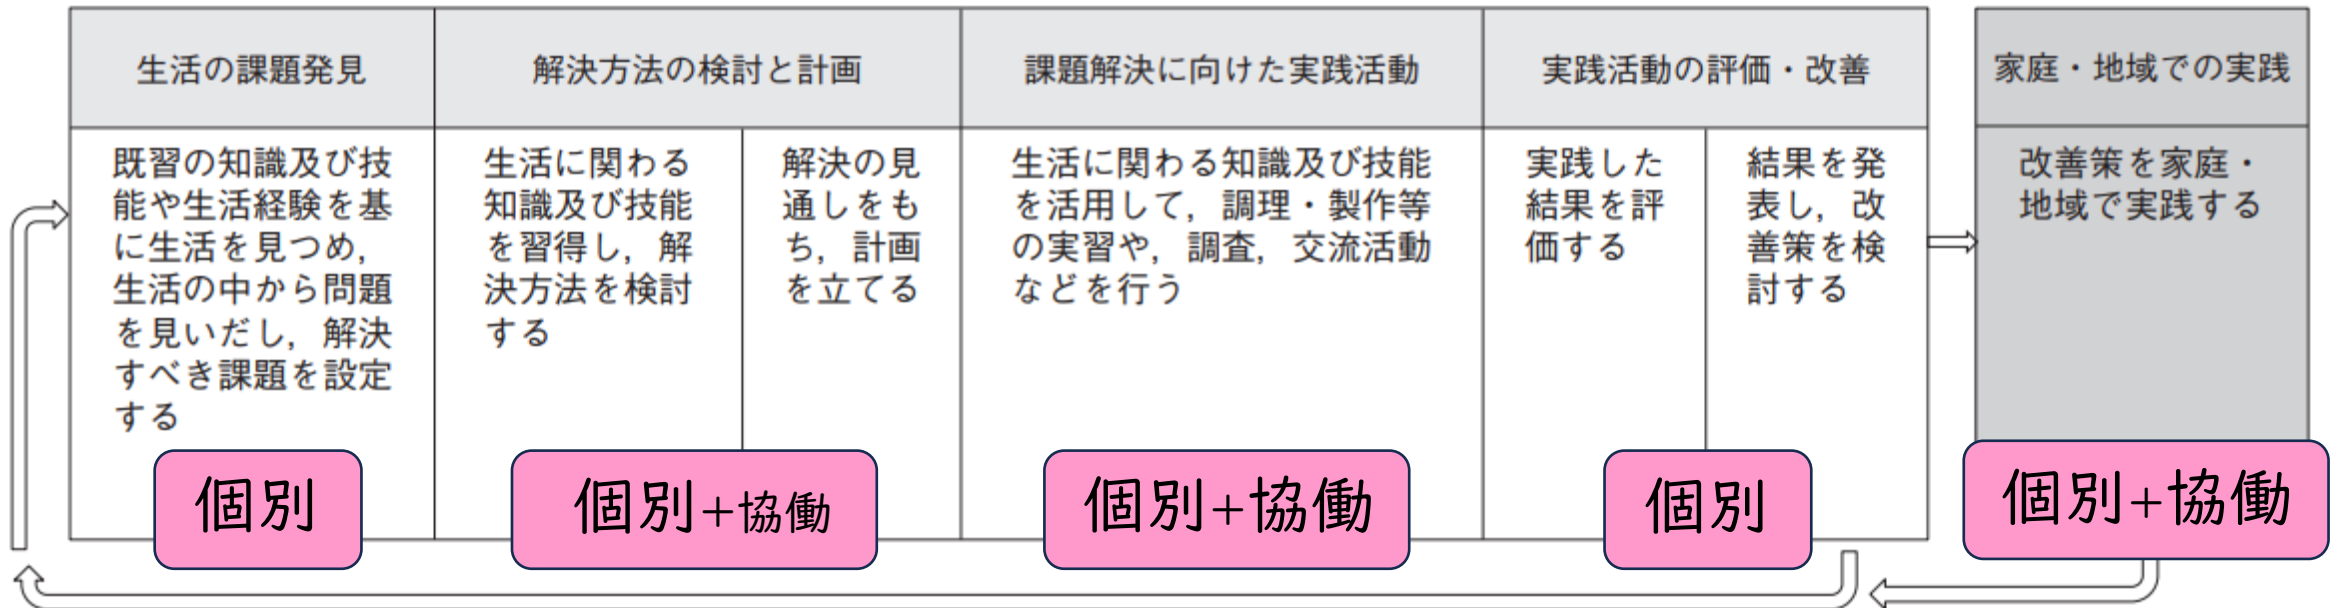 生活の課題発見
解決方法の検討と計画
課題解決に向けた実践活動
実践活動の評価・改善
家庭・地域での実践
既習の知識及び技
能や生活経験を基
に生活を見つめ，
生活の中から問題
を見いだし，解決
すべき課題を設定
する
生活に関わる
知識及び技能
を習得し，解
決方法を検討
する
解決の見
通しをも
ち，計画
を立てる
生活に関わる知識及び技能
を活用して，調理・製作等
の実習や，調査，交流活動
などを行う
実践した
結果を評
価する
結果を発
表し，改
善策を検
討する
改善策を家庭・
地域で実践する
個別
個別+協働
個別+協働
個別
個別+協働